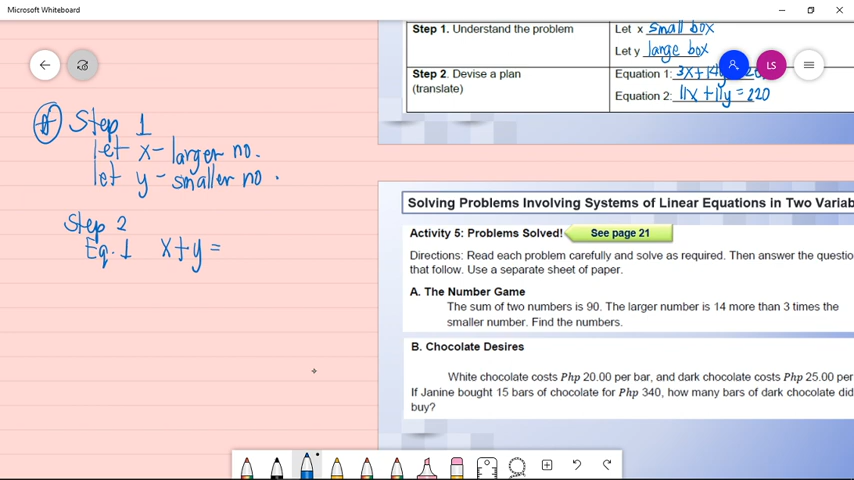 Microsoft Whiteboard
Step 1. Understand the problem
Let x small box
Let y large box
Step 2. Devise a plan
(translate)
Equation 1: 3x+14y
Equation 2: 11x + 11y = 220
LS
A Step 1
let x - larger no.
let y - smaller no.
Step 2
Eq. 1 x + y =
Solving Problems Involving Systems of Linear Equations in Two Variab
Activity 5: Problems Solved! See page 21
Directions: Read each problem carefully and solve as required. Then answer the questio
that follow. Use a separate sheet of paper.
A. The Number Game
The sum of two numbers is 90. The larger number is 14 more than 3 times the
smaller number. Find the numbers.
B. Chocolate Desires
White chocolate costs Php 20.00 per bar, and dark chocolate costs Php 25.00 per
If Janine bought 15 bars of chocolate for Php 340, how many bars of dark chocolate did
buy?